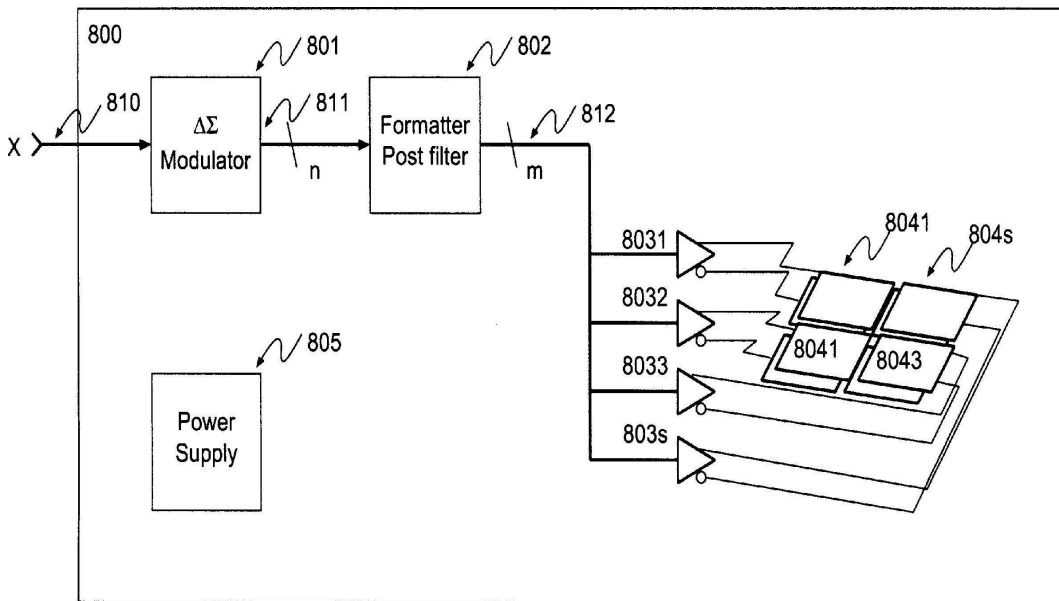 800
801
802
810
811
812
X
ΔΣ
Modulator
n
Formatter
Post filter
m
8031
8041
804s
8032
8041
8043
805
8033
Power
Supply
803s